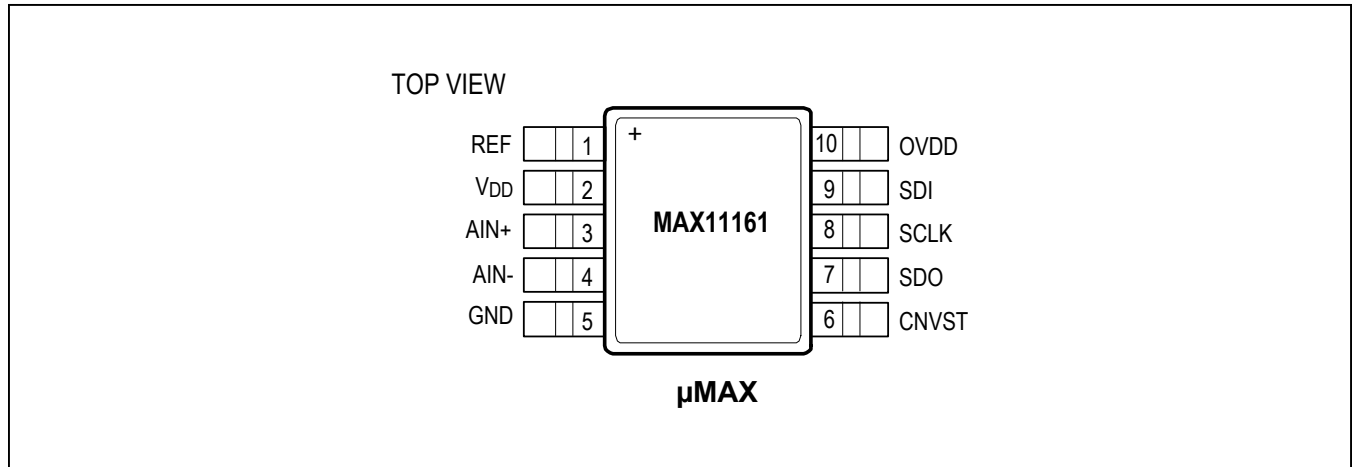 TOP VIEW
REF 1 + 10 OVDD
VDD 2 9 SDI
AIN+ 3 MAX11161 8 SCLK
AIN- 4 7 SDO
GND 5 6 CNVST
µMAX